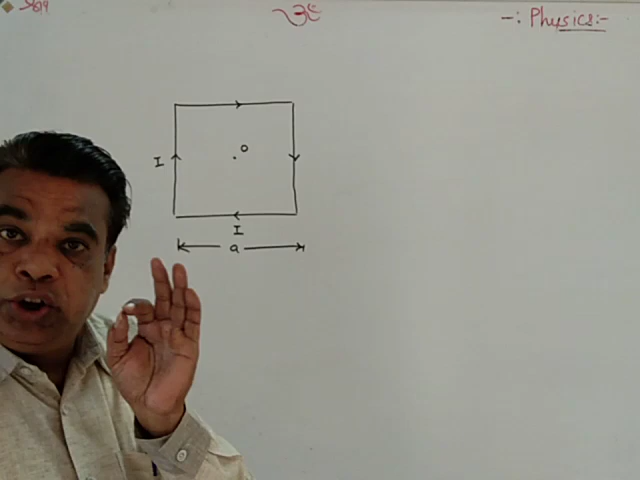 ૐ
-: Physics:-
O
I
I
a